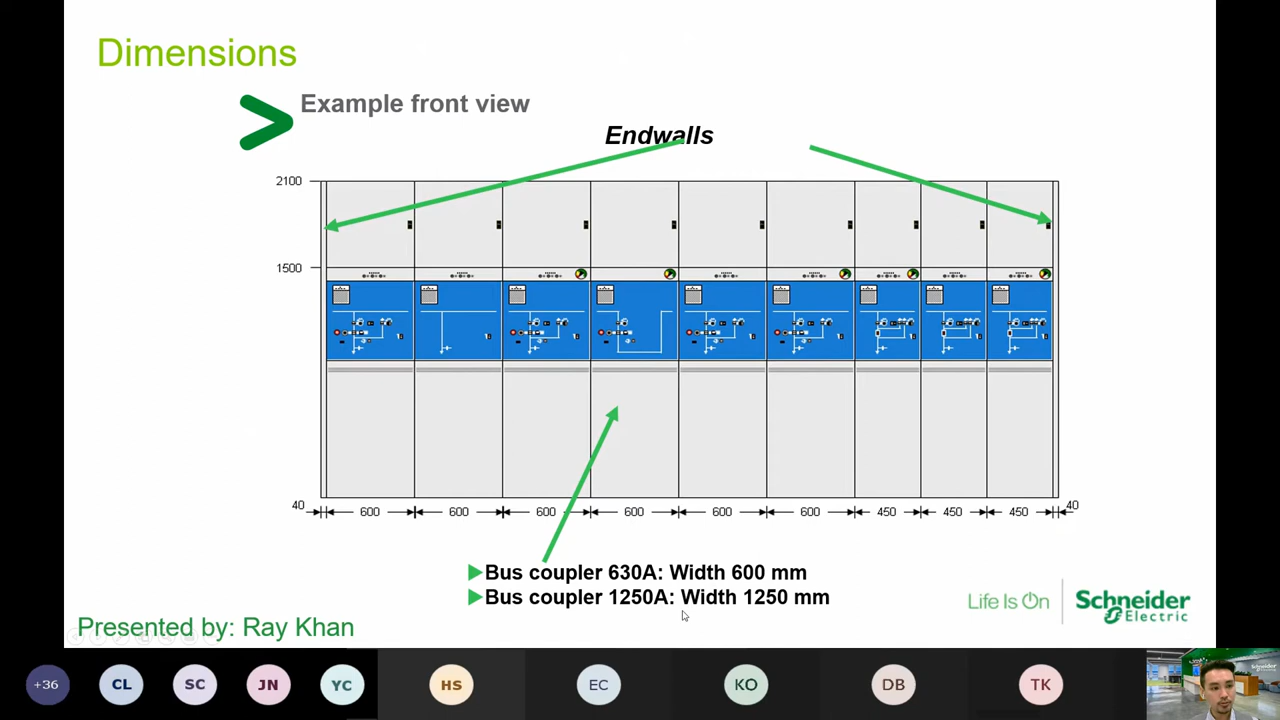 Dimensions
Example front view
Endwalls
2100
1500
40 600 600 600 600 600 600 450 450 450 40
Bus coupler 630A: Width 600 mm
Bus coupler 1250A: Width 1250 mm
Life Is On Schneider
Electric
Presented by: Ray Khan
+36 CL SC JN YC HS EC KO DB TK